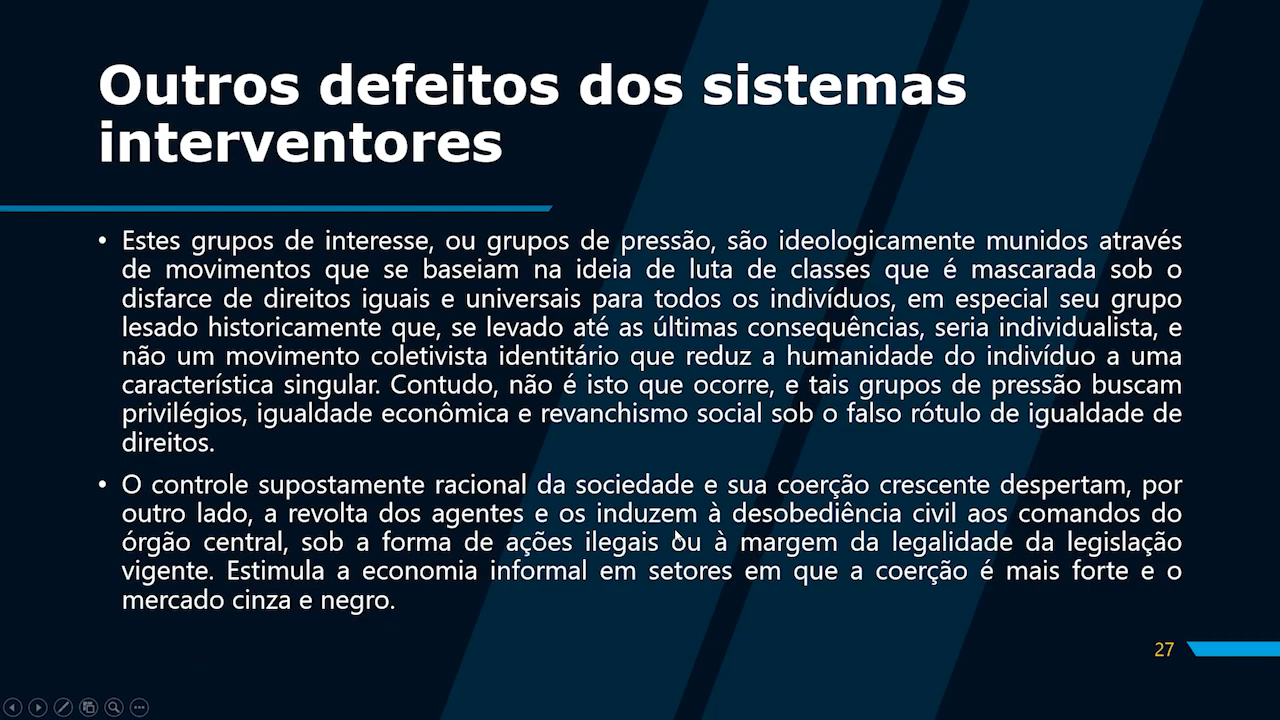 Outros defeitos dos sistemas
interventores
• Estes grupos de interesse, ou grupos de pressão, são ideologicamente munidos através
de movimentos que se baseiam na ideia de luta de classes que é mascarada sob o
disfarce de direitos iguais e universais para todos os indivíduos, em especial seu grupo
lesado historicamente que, se levado até as últimas consequências, seria individualista, e
não um movimento coletivista identitário que reduz a humanidade do indivíduo a uma
característica singular. Contudo, não é isto que ocorre, e tais grupos de pressão buscam
privilégios, igualdade econômica e revanchismo social sob o falso rótulo de igualdade de
direitos.
• O controle supostamente racional da sociedade e sua coerção crescente despertam, por
outro lado, a revolta dos agentes e os induzem à desobediência civil aos comandos do
órgão central, sob a forma de ações ilegais ou à margem da legalidade da legislação
vigente. Estimula a economia informal em setores em que a coerção é mais forte e o
mercado cinza e negro.
27